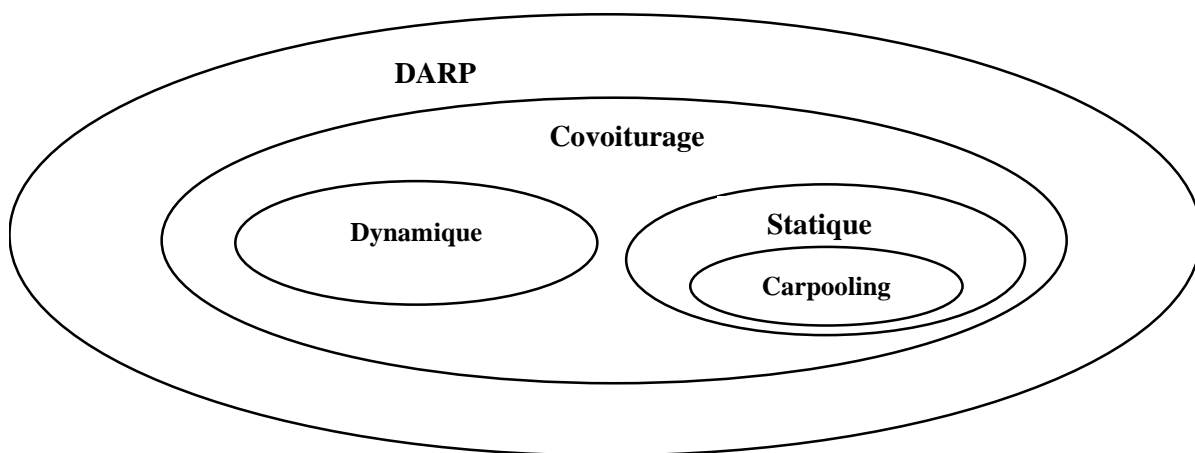 DARP
Covoiturage
Dynamique
Statique
Carpooling